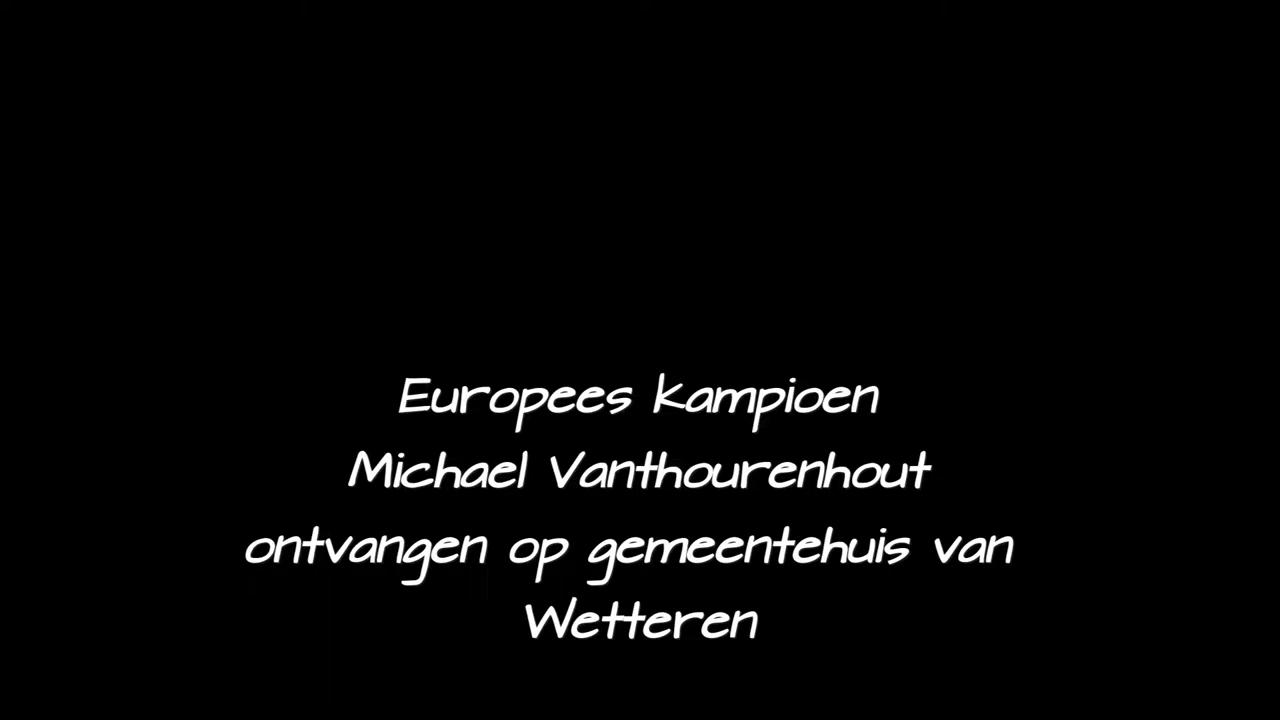 Europees kampioen
Michael Vanthourenhout
ontvangen op gemeentehuis van
Wetteren